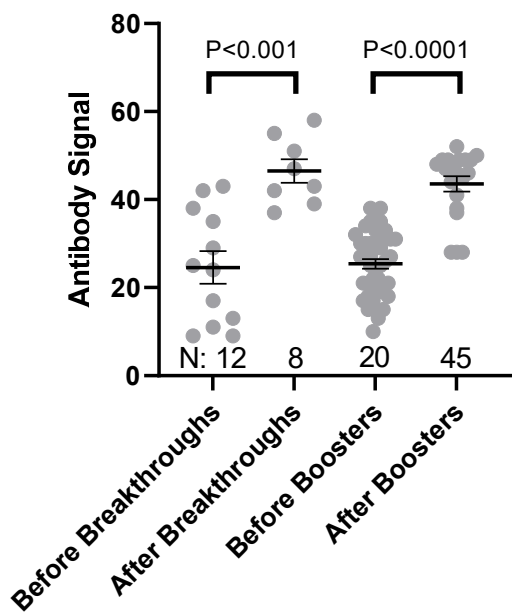 80
P<0.001
P<0.0001
60
Antibody Signal
40
20
N: 12
8
20
45
0
Before Breakthroughs
After Breakthroughs
Before Boosters
After Boosters